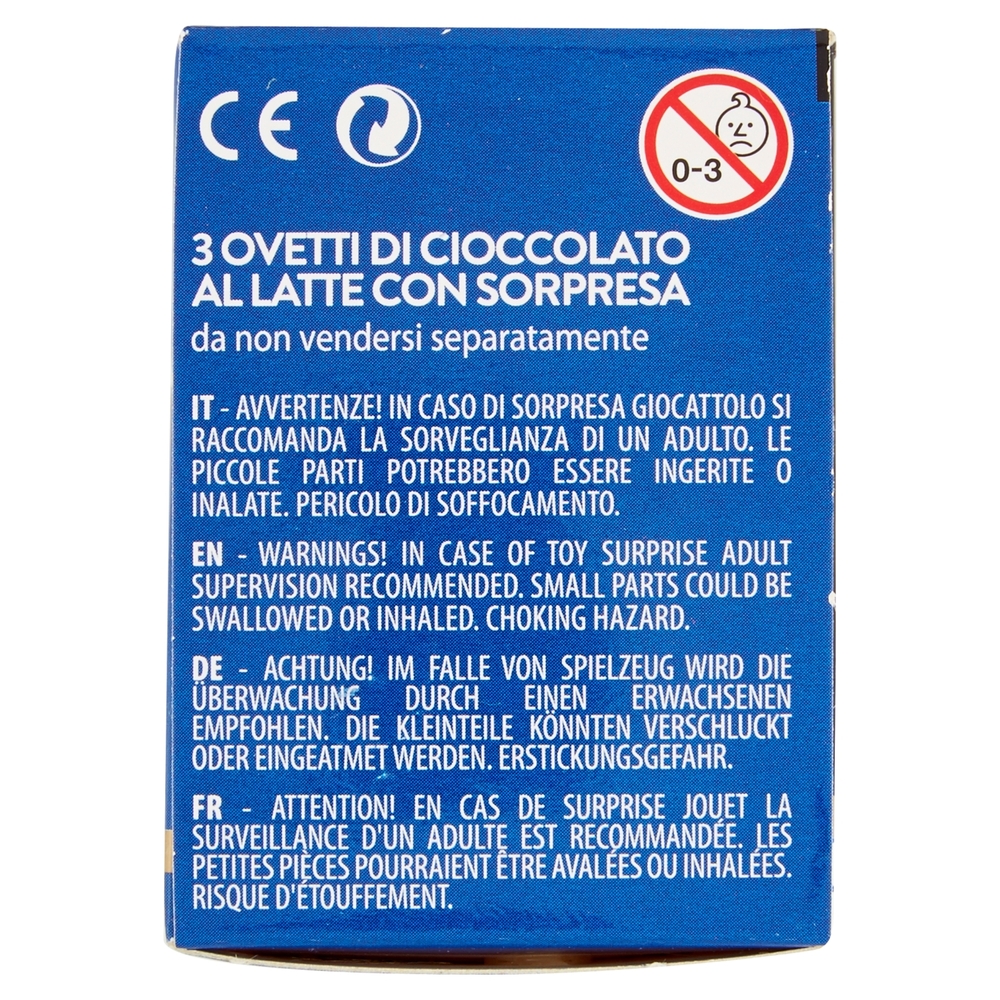 CE
0-3
3 OVETTI DI CIOCCOLATO
AL LATTE CON SORPRESA
da non vendersi separatamente
IT - AVVERTENZE! IN CASO DI SORPRESA GIOCATTOLO SI
RACCOMANDA LA SORVEGLIANZA DI UN ADULTO. LE
PICCOLE PARTI POTREBBERO ESSERE INGERITE O
INALATE. PERICOLO DI SOFFOCAMENTO.
EN - WARNINGS! IN CASE OF TOY SURPRISE ADULT
SUPERVISION RECOMMENDED. SMALL PARTS COULD BE
SWALLOWED OR INHALED. CHOKING HAZARD.
DE - ACHTUNG! IM FALLE VON SPIELZEUG WIRD DIE
ÜBERWACHUNG DURCH EINEN ERWACHSENEN
EMPFOHLEN. DIE KLEINTEILE KÖNNTEN VERSCHLUCKT
ODER EINGEATMET WERDEN. ERSTICKUNGSGEFAHR.
FR - ATTENTION! EN CAS DE SURPRISE JOUET LA
SURVEILLANCE D'UN ADULTE EST RECOMMANDÉE. LES
PETITES PIÈCES POURRAIENT ÊTRE AVALÉES OU INHALÉES.
RISQUE D'ÉTOUFFEMENT.